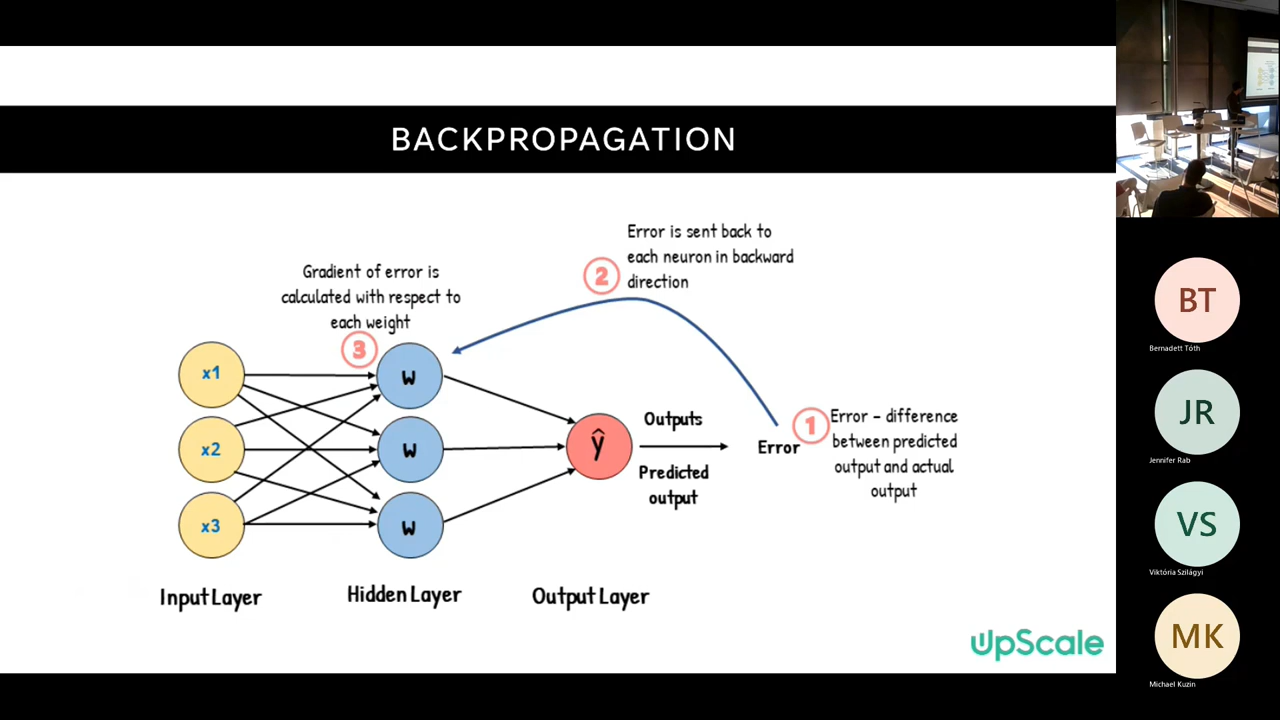 BACKPROPAGATION
Error is sent back to
each neuron in backward
direction
2
Gradient of error is
calculated with respect to
each weight
3
x1
x2
x3
w
w
w
ŷ
Outputs
Predicted
output
Error
1
Error – difference
between predicted
output and actual
output
Input Layer
Hidden Layer
Output Layer
UpScale
BT
Bernadett Tóth
JR
Jennifer Rab
VS
Viktória Szilágyi
MK
Michael Kuzin